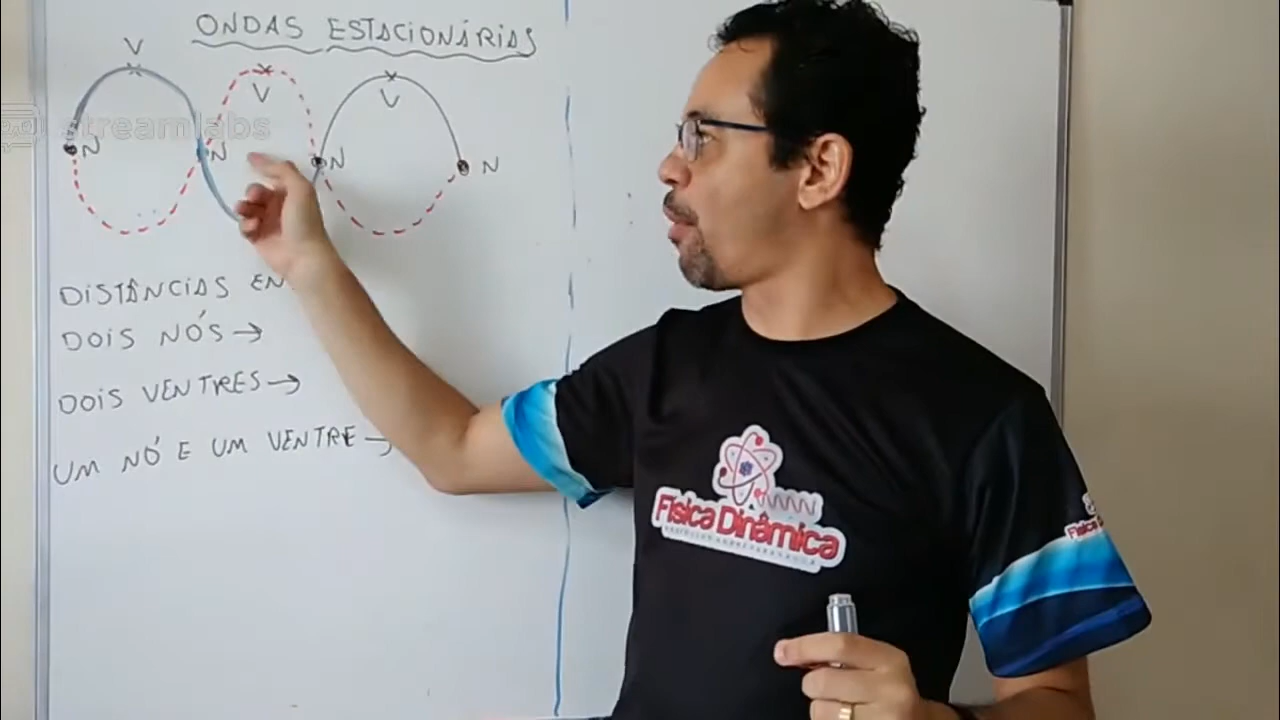 ONDAS ESTACIONÁRIAS
V
V
V
streamlabs
N
N
N
N
DISTÂNCIAS EN
DOIS NÓS →
DOIS VENTRES →
UM NÓ E UM VENTRE →
Física Dinâmica